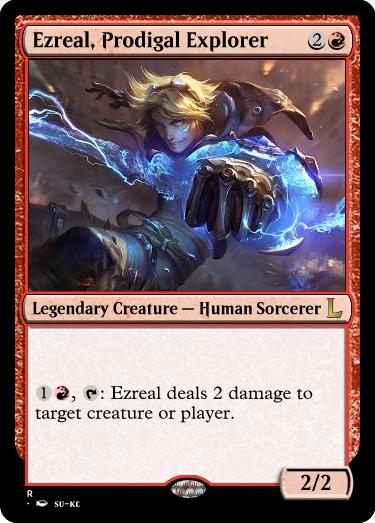 Ezreal, Prodigal Explorer 2
Legendary Creature — Human Sorcerer L
1 , : Ezreal deals 2 damage to
target creature or player.
2/2
R
· SU-KE